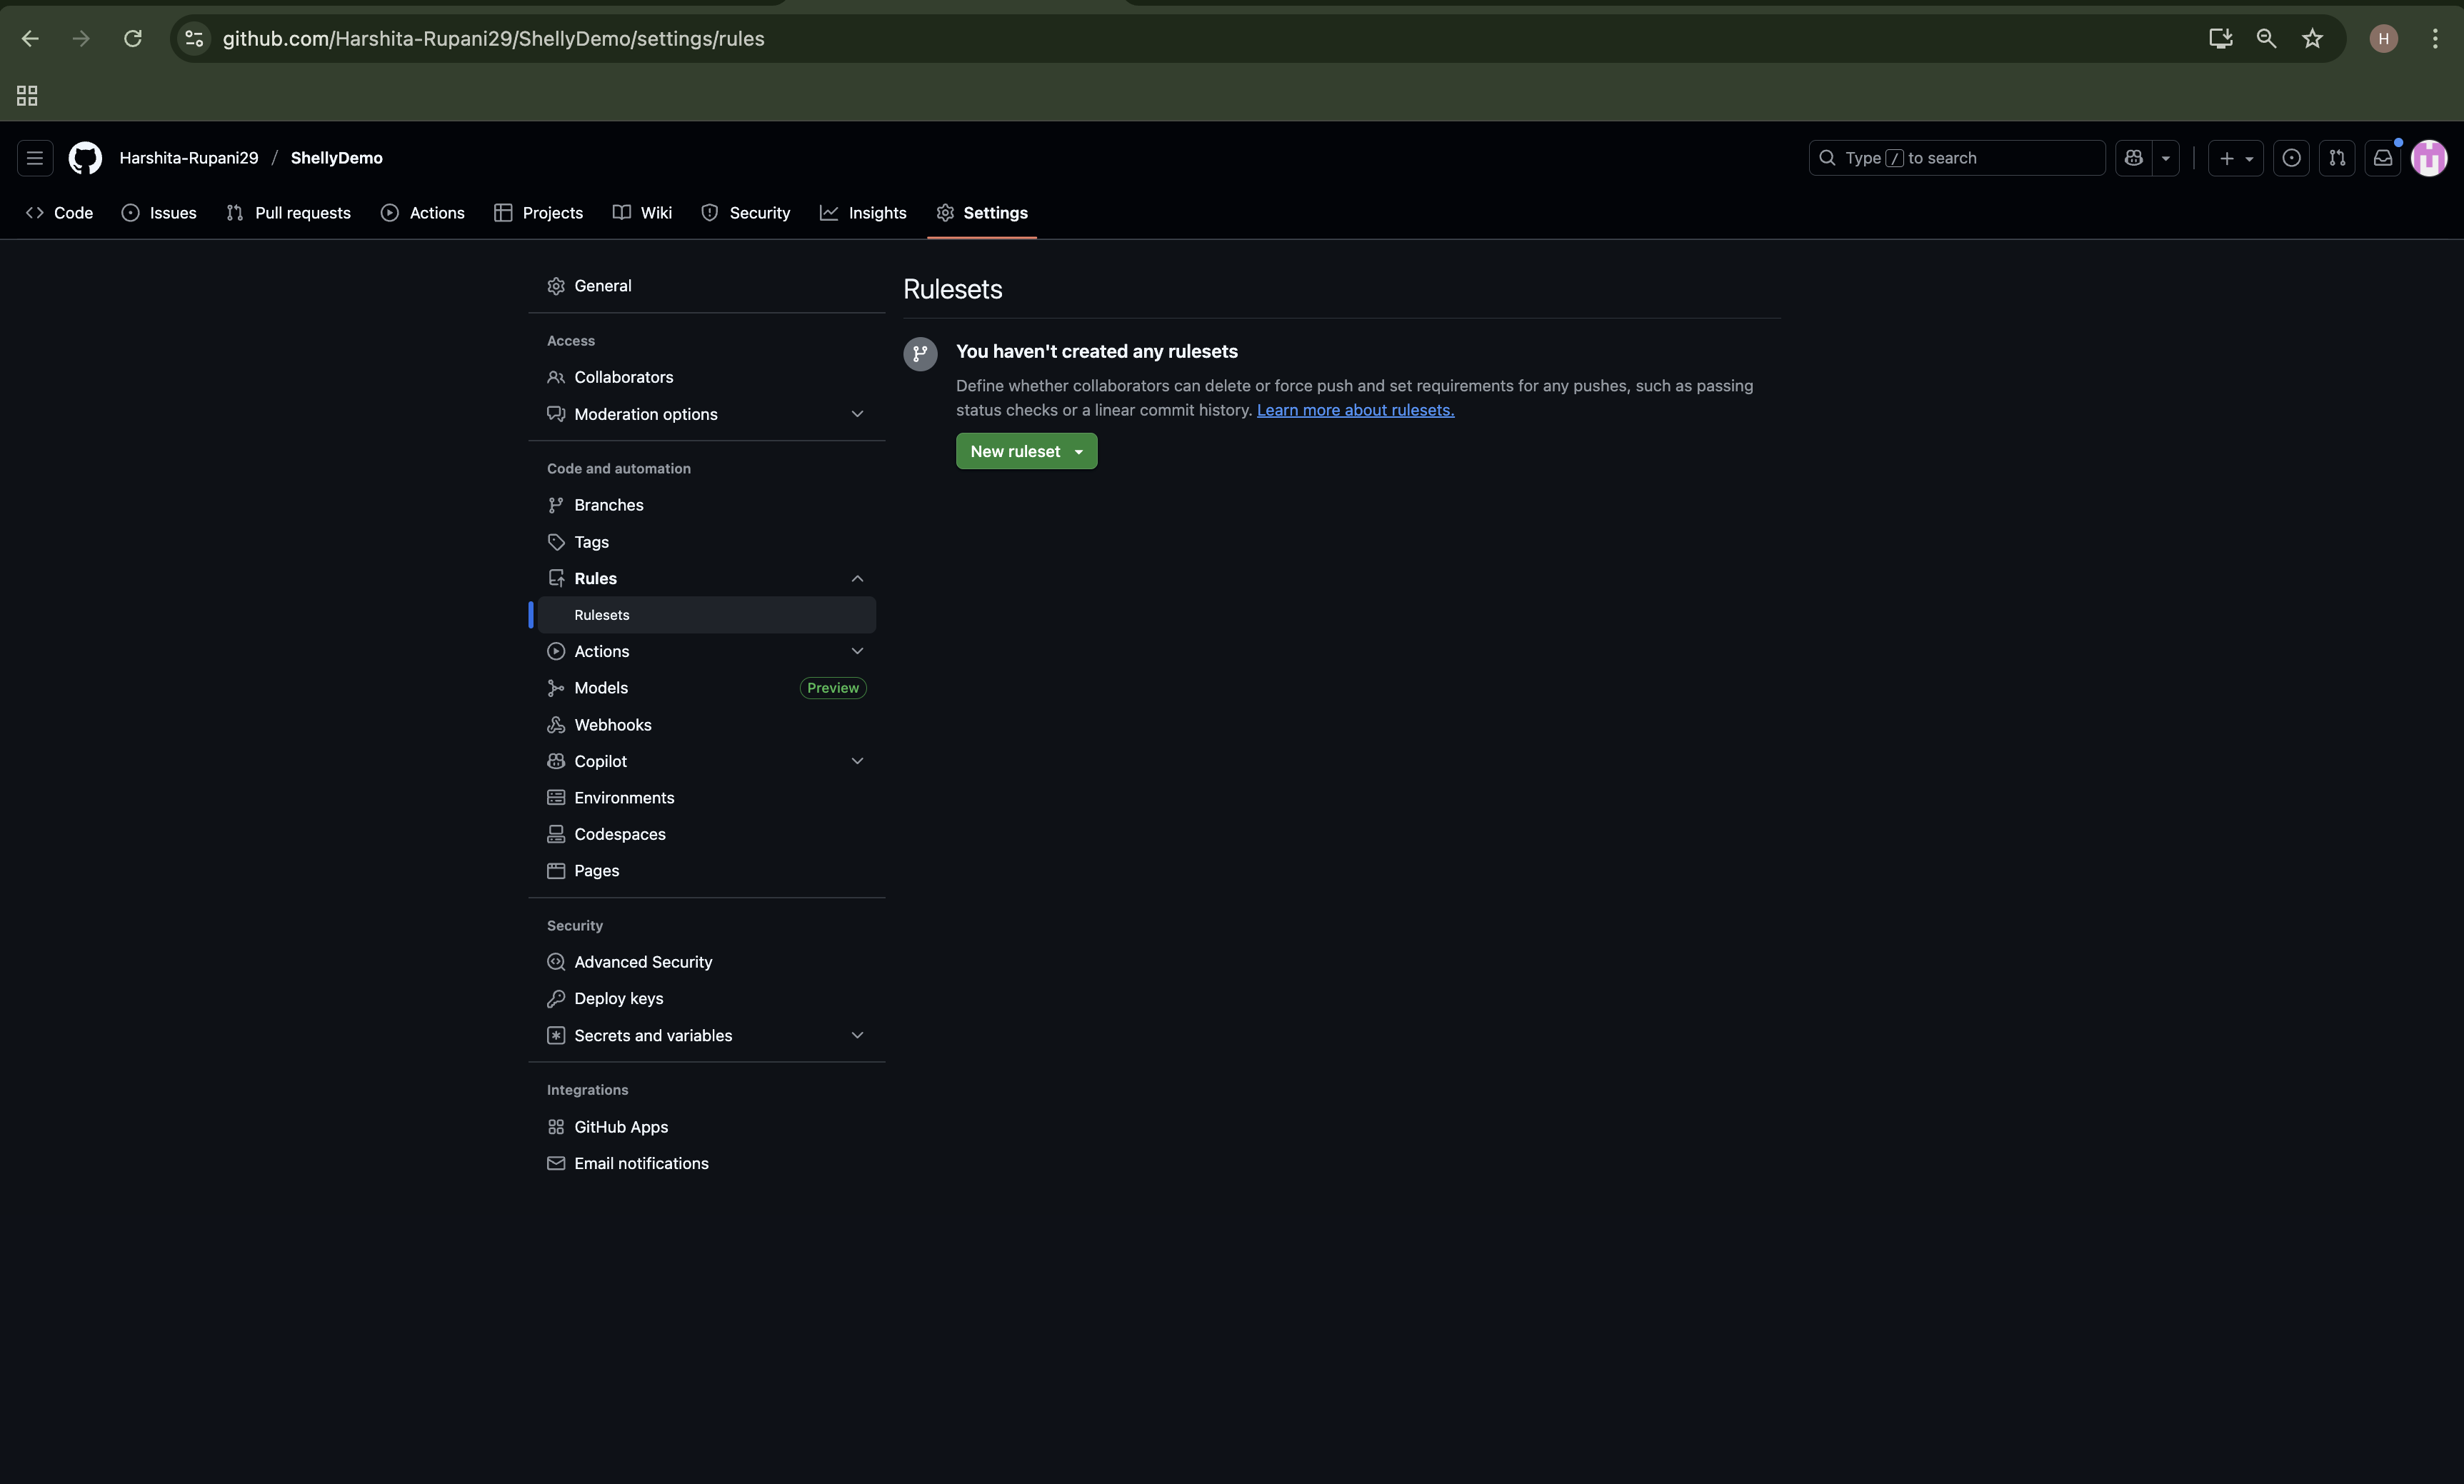 github.com/Harshita-Rupani29/ShellyDemo/settings/rules
H
Harshita-Rupani29 / ShellyDemo
Type / to search
Code Issues Pull requests Actions Projects Wiki Security Insights Settings
General
Access
Collaborators
Moderation options
Code and automation
Branches
Tags
Rules
Rulesets
Actions
Models Preview
Webhooks
Copilot
Environments
Codespaces
Pages
Security
Advanced Security
Deploy keys
Secrets and variables
Integrations
GitHub Apps
Email notifications
Rulesets
You haven't created any rulesets
Define whether collaborators can delete or force push and set requirements for any pushes, such as passing
status checks or a linear commit history. Learn more about rulesets.
New ruleset